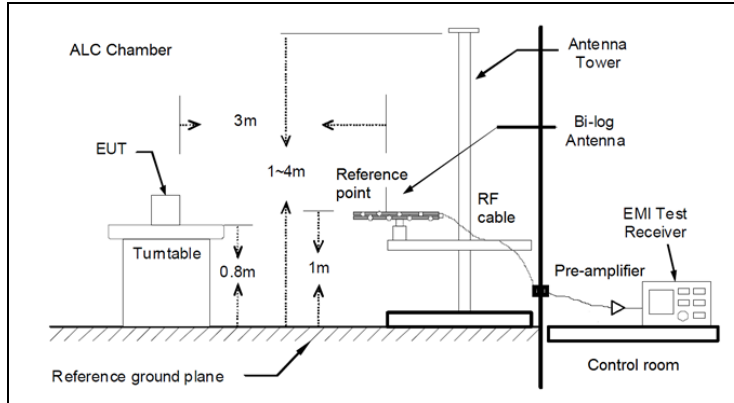 ALC Chamber
Antenna
Tower
3m
Bi-log
Antenna
EUT
1~4m
Reference
point
RF
cable
EMI Test
Receiver
Turntable
0.8m
1m
Pre-amplifier
Reference ground plane
Control room